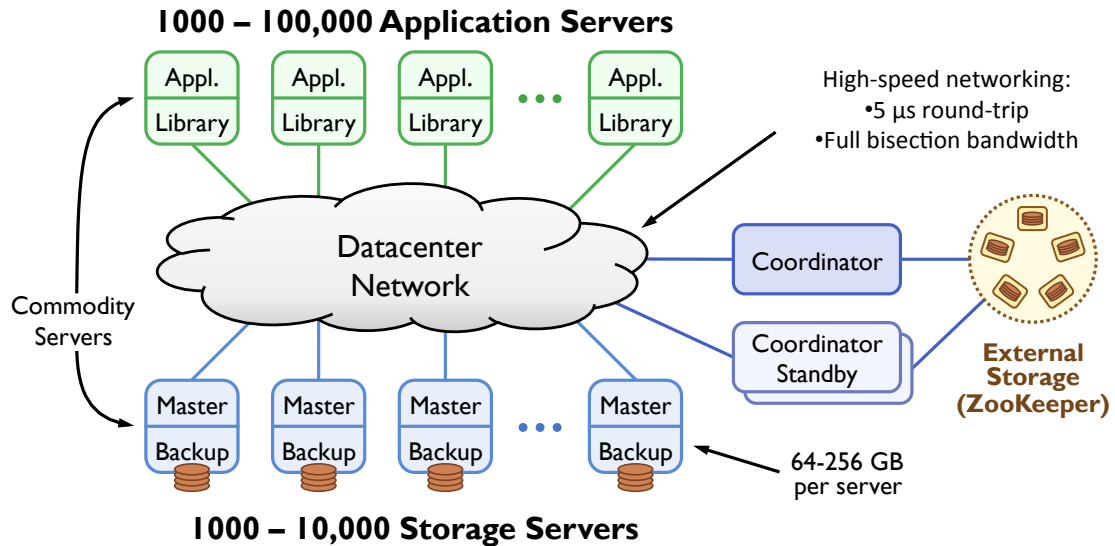 1000 – 100,000 Application Servers
Appl.
Library
Appl.
Library
Appl.
Library
•••
Appl.
Library
High-speed networking:
•5 µs round-trip
•Full bisection bandwidth
Datacenter
Network
Coordinator
Commodity
Servers
Coordinator
Standby
External
Storage
(ZooKeeper)
Master
Backup
Master
Backup
Master
Backup
•••
Master
Backup
64-256 GB
per server
1000 – 10,000 Storage Servers